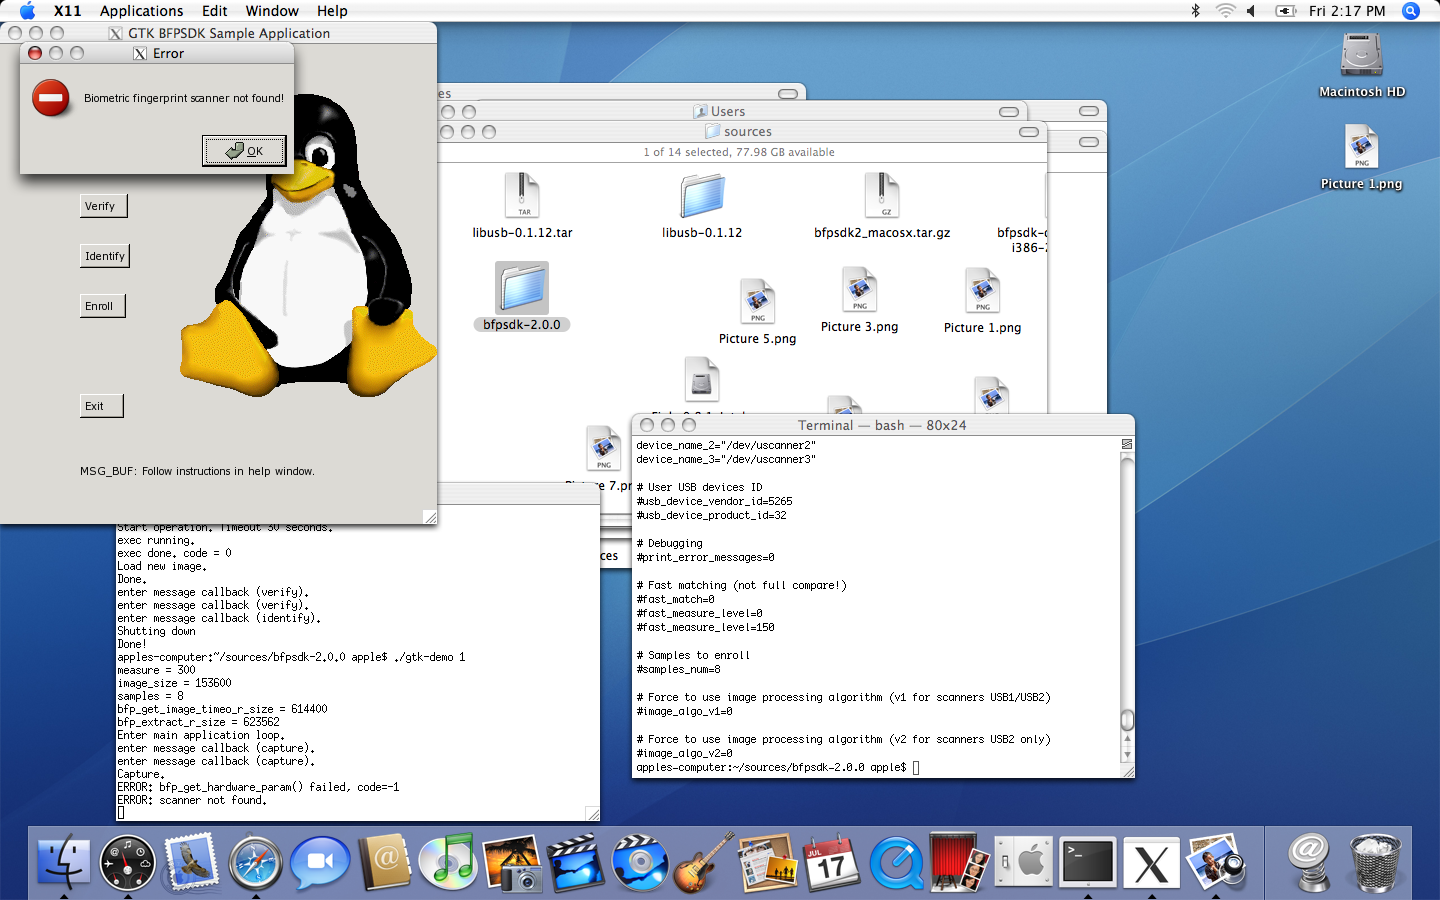 X11 Applications Edit Window Help
Fri 2:17 PM
GTK BFPSDK Sample Application
Error
Biometric fingerprint scanner not found!
OK
Verify
Identify
Enroll
Exit
MSG_BUF: Follow instructions in help window.
Users
sources
1 of 14 selected, 77.98 GB available
TAR
libusb-0.1.12.tar
libusb-0.1.12
GZ
bfpsdk2_macosx.tar.gz
bfpsdk-2.0.0
PNG
Picture 5.png
PNG
Picture 3.png
PNG
Picture 1.png
PNG
PNG
Macintosh HD
PNG
Picture 1.png
Start operation. Timeout 30 seconds.
exec running.
exec done. code = 0
Load new image.
Done.
enter message callback (verify).
enter message callback (verify).
enter message callback (identify).
Shutting down
Done!
apples-computer:~/sources/bfpsdk-2.0.0 apple$ ./gtk-demo 1
measure = 300
image_size = 153600
samples = 8
bfp_get_image_timeo_r_size = 614400
bfp_extract_r_size = 623562
Enter main application loop.
enter message callback (capture).
enter message callback (capture).
Capture.
ERROR: bfp_get_hardware_param() failed, code=-1
ERROR: scanner not found.
Terminal — bash — 80x24
device_name_2="/dev/uscanner2"
device_name_3="/dev/uscanner3"
# User USB devices ID
#usb_device_vendor_id=5265
#usb_device_product_id=32
# Debugging
#print_error_messages=0
# Fast matching (not full compare!)
#fast_match=0
#fast_measure_level=0
#fast_measure_level=150
# Samples to enroll
#samples_num=8
# Force to use image processing algorithm (v1 for scanners USB1/USB2)
#image_algo_v1=0
# Force to use image processing algorithm (v2 for scanners USB2 only)
#image_algo_v2=0
apples-computer:~/sources/bfpsdk-2.0.0 apple$
JUL
17